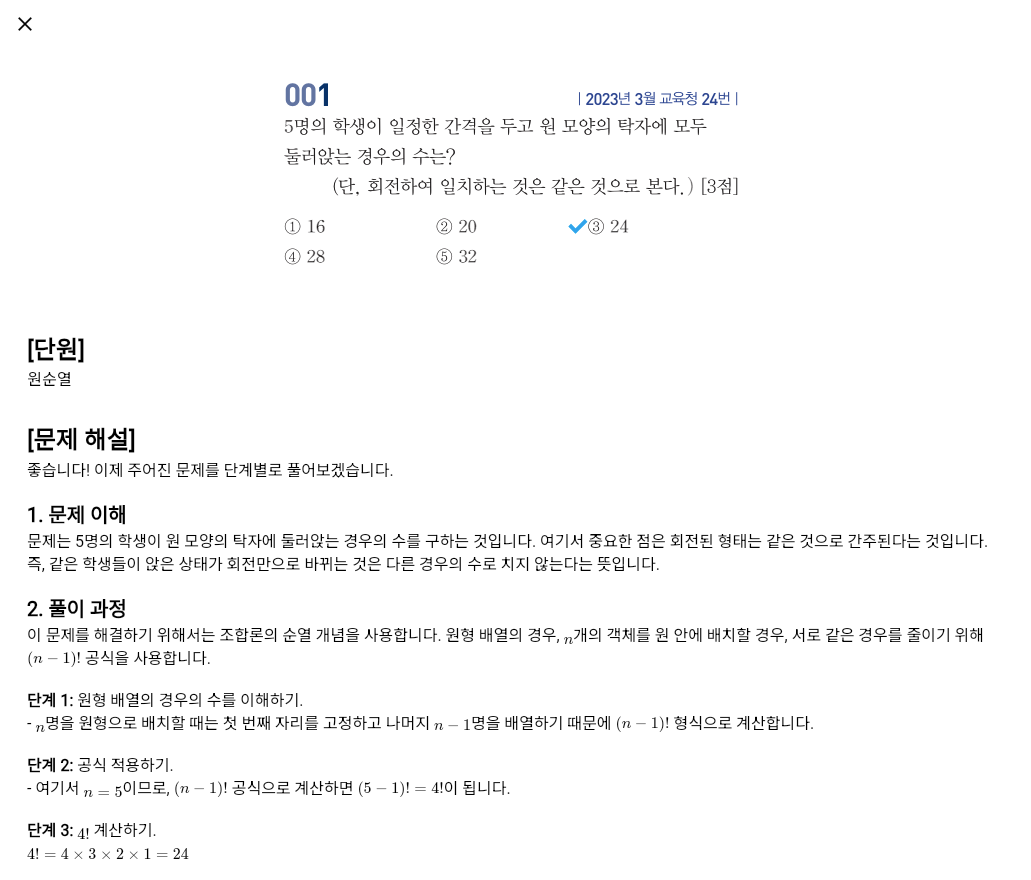 001
| 2023년 3월 교육청 24번 |
5명의 학생이 일정한 간격을 두고 원 모양의 탁자에 모두
둘러앉는 경우의 수는?
(단, 회전하여 일치하는 것은 같은 것으로 본다.) [3점]
① 16 ② 20 ③ 24
④ 28 ⑤ 32
[단원]
원순열
[문제 해설]
좋습니다! 이제 주어진 문제를 단계별로 풀어보겠습니다.
1. 문제 이해
문제는 5명의 학생이 원 모양의 탁자에 둘러앉는 경우의 수를 구하는 것입니다. 여기서 중요한 점은 회전된 형태는 같은 것으로 간주된다는 것입니다.
즉, 같은 학생들이 앉은 상태가 회전만으로 바뀌는 것은 다른 경우의 수로 치지 않는다는 뜻입니다.
2. 풀이 과정
이 문제를 해결하기 위해서는 조합론의 순열 개념을 사용합니다. 원형 배열의 경우, n개의 객체를 원 안에 배치할 경우, 서로 같은 경우를 줄이기 위해
(n − 1)! 공식을 사용합니다.
단계 1: 원형 배열의 경우의 수를 이해하기.
- n명을 원형으로 배치할 때는 첫 번째 자리를 고정하고 나머지 n − 1명을 배열하기 때문에 (n − 1)! 형식으로 계산합니다.
단계 2: 공식 적용하기.
- 여기서 n = 5이므로, (n − 1)! 공식으로 계산하면 (5 − 1)! = 4!이 됩니다.
단계 3: 4! 계산하기.
4! = 4 × 3 × 2 × 1 = 24